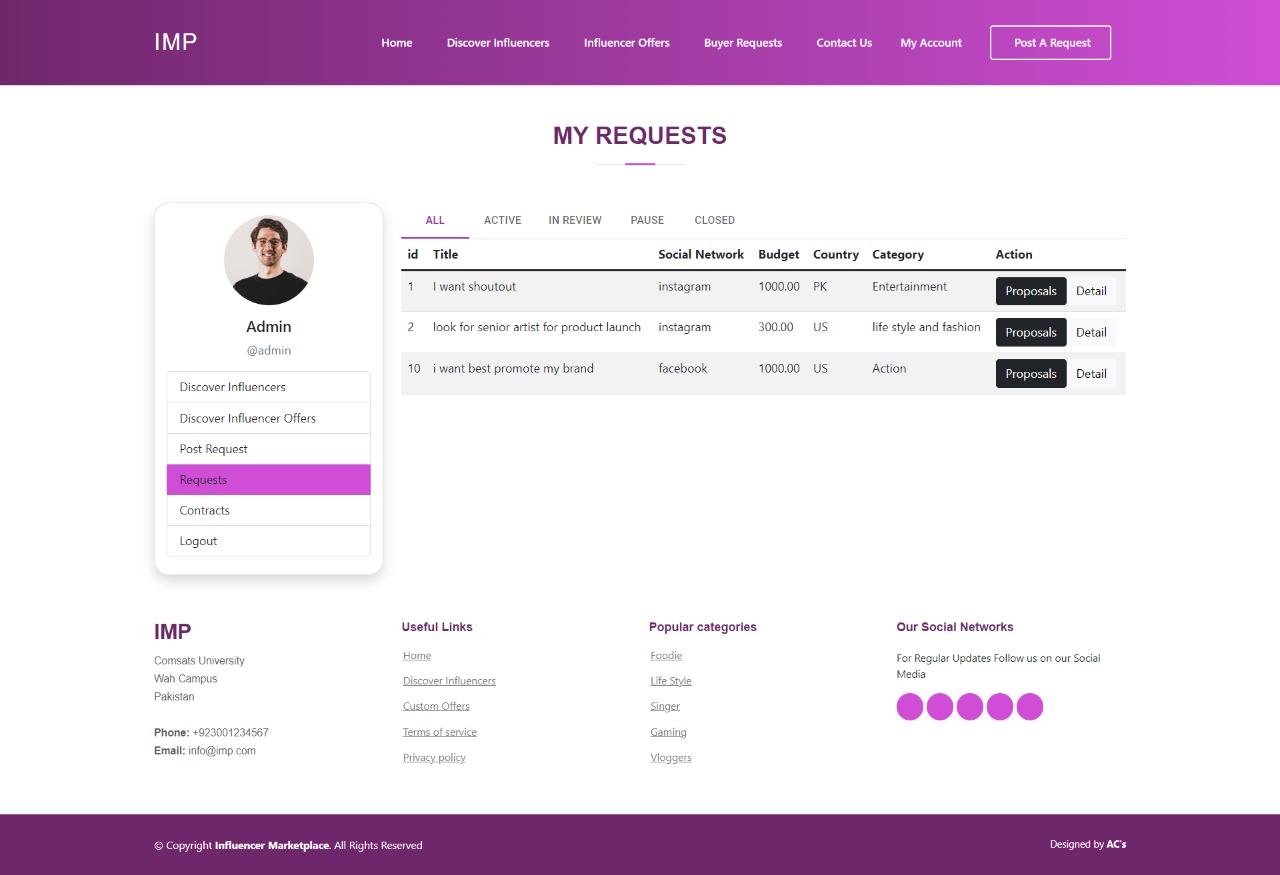 IMP
Home Discover Influencers Influencer Offers Buyer Requests Contact Us My Account Post A Request
MY REQUESTS
Admin
@admin
Discover Influencers
Discover Influencer Offers
Post Request
Requests
Contracts
Logout
ALL ACTIVE IN REVIEW PAUSE CLOSED
id Title Social Network Budget Country Category Action
1 I want shoutout instagram 1000.00 PK Entertainment Proposals Detail
2 look for senior artist for product launch instagram 300.00 US life style and fashion Proposals Detail
10 i want best promote my brand facebook 1000.00 US Action Proposals Detail
IMP
Comsats University
Wah Campus
Pakistan
Phone: +923001234567
Email: info@imp.com
Useful Links
Home
Discover Influencers
Custom Offers
Terms of service
Privacy policy
Popular categories
Foodie
Life Style
Singer
Gaming
Vloggers
Our Social Networks
For Regular Updates Follow us on our Social
Media
© Copyright Influencer Marketplace. All Rights Reserved
Designed by AC's